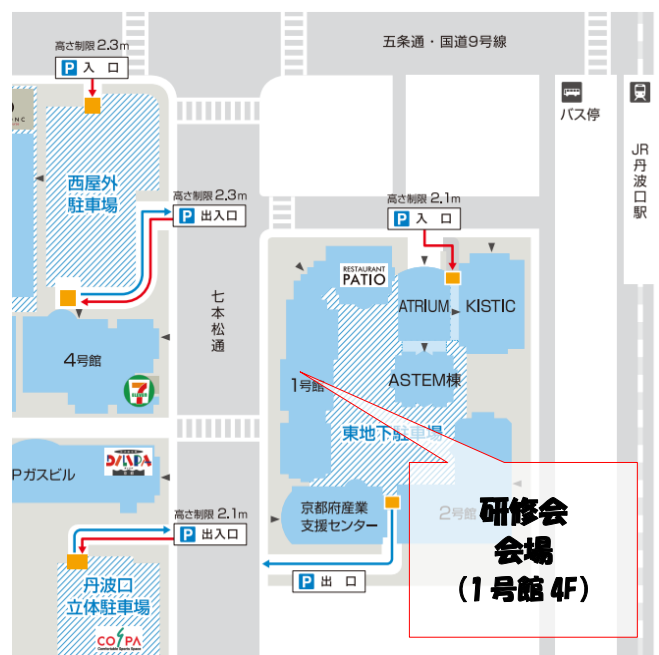 五条通・国道9号線
高さ制限 2.3m
P 入 口
バス停
JR
丹波口駅
西屋外
駐車場
高さ制限 2.3m
P 出入口
高さ制限 2.1m
P 入 口
RESTAURANT
PATIO
ATRIUM
KISTIC
七本松通
4号館
7
1号館
ASTEM棟
東地下駐車場
Pガスビル
高さ制限 2.1m
P 出入口
京都府産業
支援センター
2号館
P 出 口
研修会
会場
(1号館 4F)
丹波口
立体駐車場
COSPA